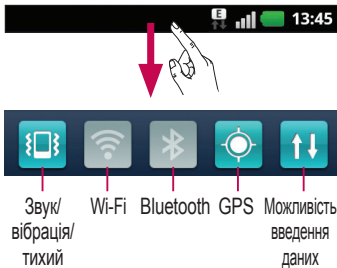 E
13:45
Звук/
вібрація/
тихий
Wi-Fi
Bluetooth
GPS
Можливість
введення
даних